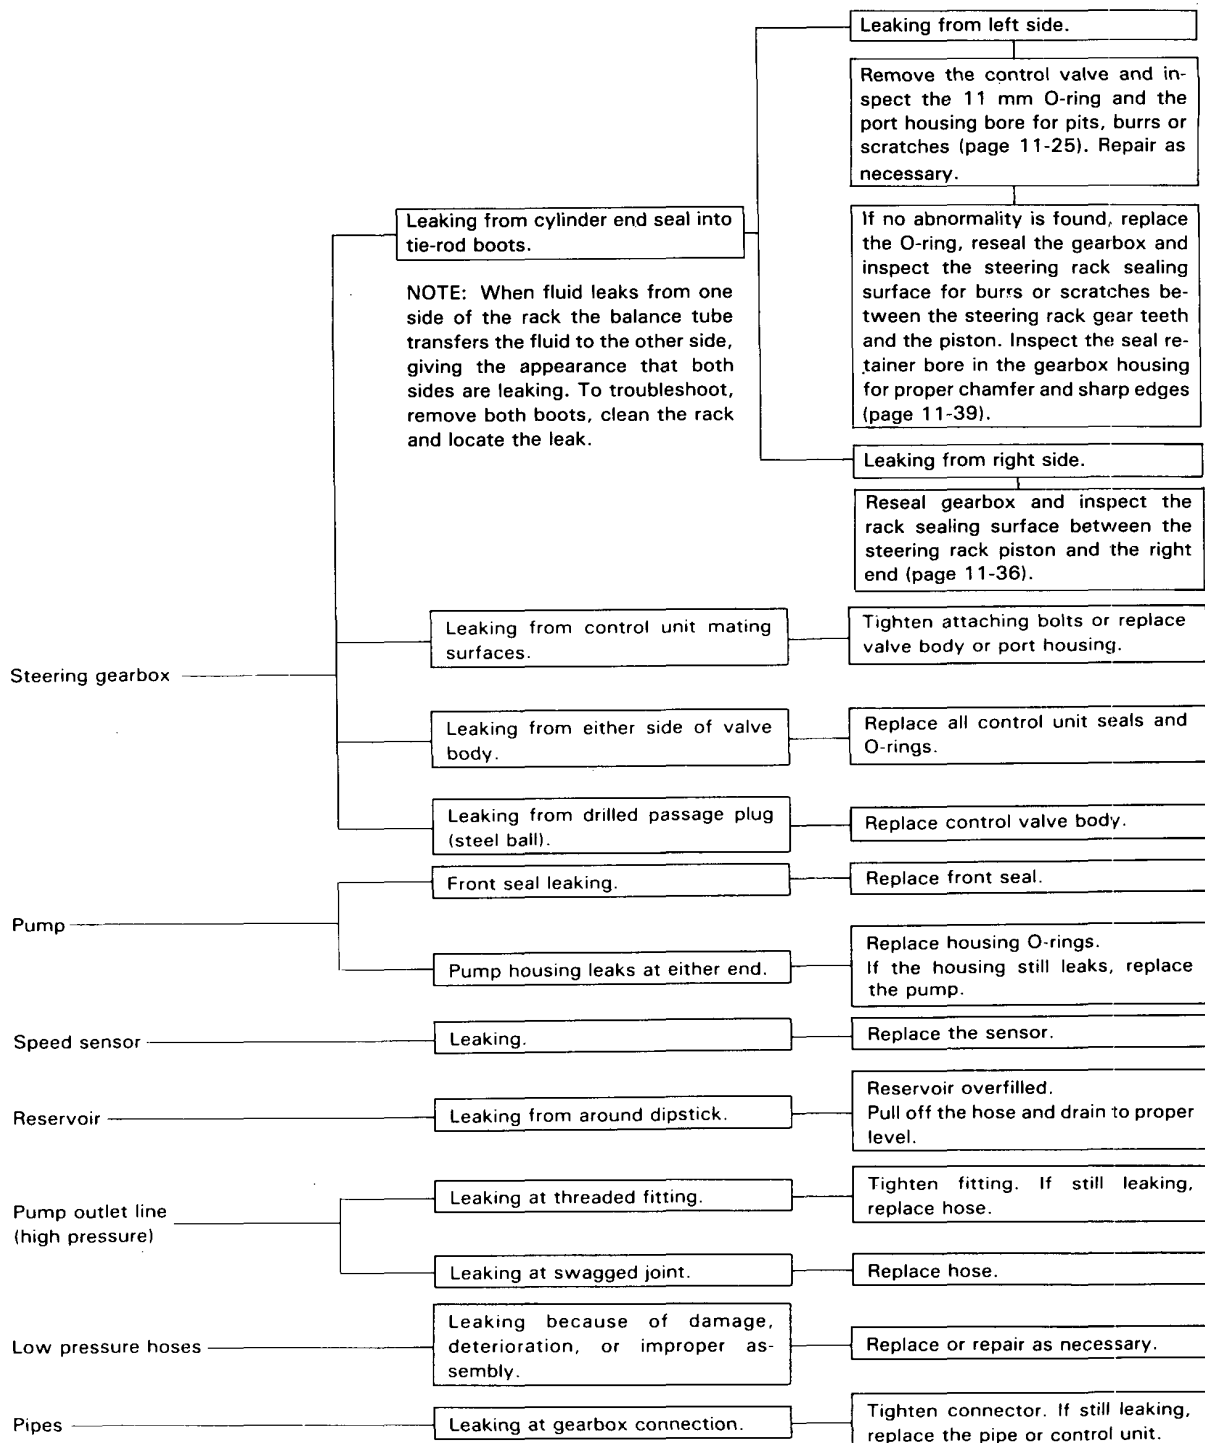 Leaking from left side.
Remove the control valve and in-
spect the 11 mm O-ring and the
port housing bore for pits, burrs or
scratches (page 11-25). Repair as
necessary.
Leaking from cylinder end seal into
tie-rod boots.
NOTE: When fluid leaks from one
side of the rack the balance tube
transfers the fluid to the other side,
giving the appearance that both
sides are leaking. To troubleshoot,
remove both boots, clean the rack
and locate the leak.
If no abnormality is found, replace
the O-ring, reseal the gearbox and
inspect the steering rack sealing
surface for burrs or scratches be-
tween the steering rack gear teeth
and the piston. Inspect the seal re-
tainer bore in the gearbox housing
for proper chamfer and sharp edges
(page 11-39).
Leaking from right side.
Reseal gearbox and inspect the
rack sealing surface between the
steering rack piston and the right
end (page 11-36).
Steering gearbox
Leaking from control unit mating
surfaces.
Tighten attaching bolts or replace
valve body or port housing.
Leaking from either side of valve
body.
Replace all control unit seals and
O-rings.
Leaking from drilled passage plug
(steel ball).
Replace control valve body.
Pump
Front seal leaking.
Replace front seal.
Pump housing leaks at either end.
Replace housing O-rings.
If the housing still leaks, replace
the pump.
Speed sensor
Leaking.
Replace the sensor.
Reservoir
Leaking from around dipstick.
Reservoir overfilled.
Pull off the hose and drain to proper
level.
Pump outlet line
(high pressure)
Leaking at threaded fitting.
Tighten fitting. If still leaking,
replace hose.
Leaking at swagged joint.
Replace hose.
Low pressure hoses
Leaking because of damage,
deterioration, or improper as-
sembly.
Replace or repair as necessary.
Pipes
Leaking at gearbox connection.
Tighten connector. If still leaking,
replace the pipe or control unit.